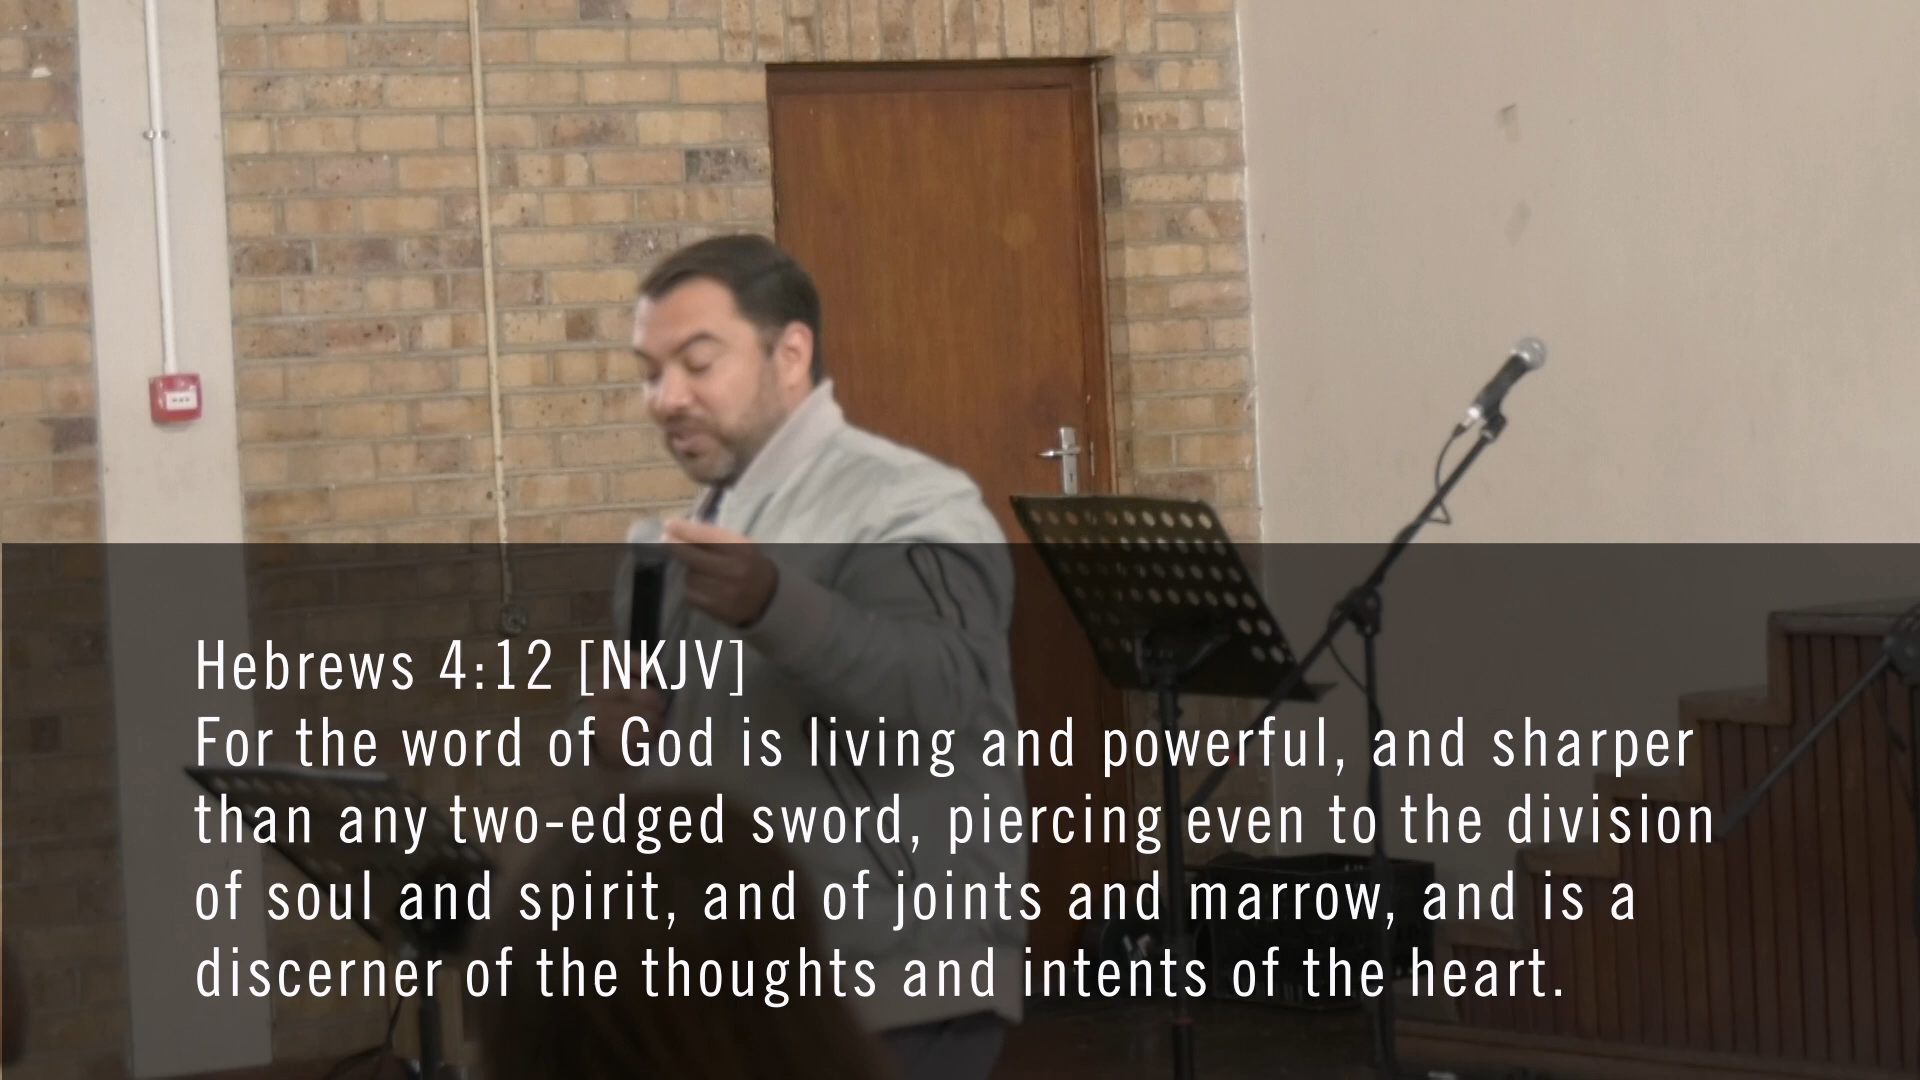 Hebrews 4:12 [NKJV]
For the word of God is living and powerful, and sharper
than any two-edged sword, piercing even to the division
of soul and spirit, and of joints and marrow, and is a
discerner of the thoughts and intents of the heart.